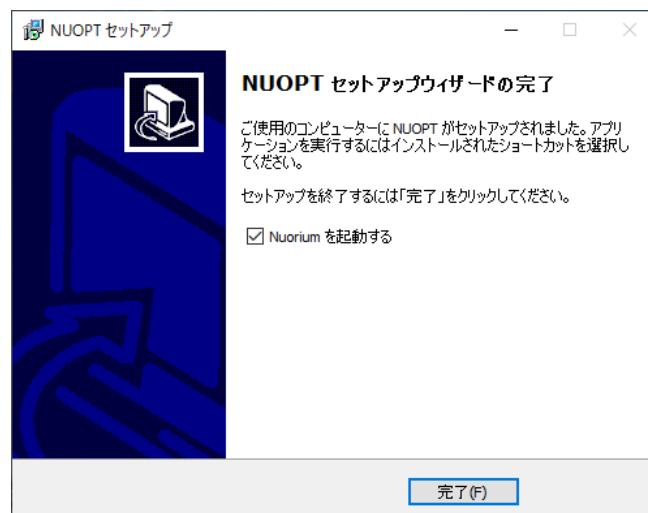 NUOPT セットアップ
NUOPT セットアップウィザードの完了
ご使用のコンピューターに NUOPT がセットアップされました。アプリ
ケーションを実行するにはインストールされたショートカットを選択し
てください。
セットアップを終了するには「完了」をクリックしてください。
Nuorium を起動する
完了(F)